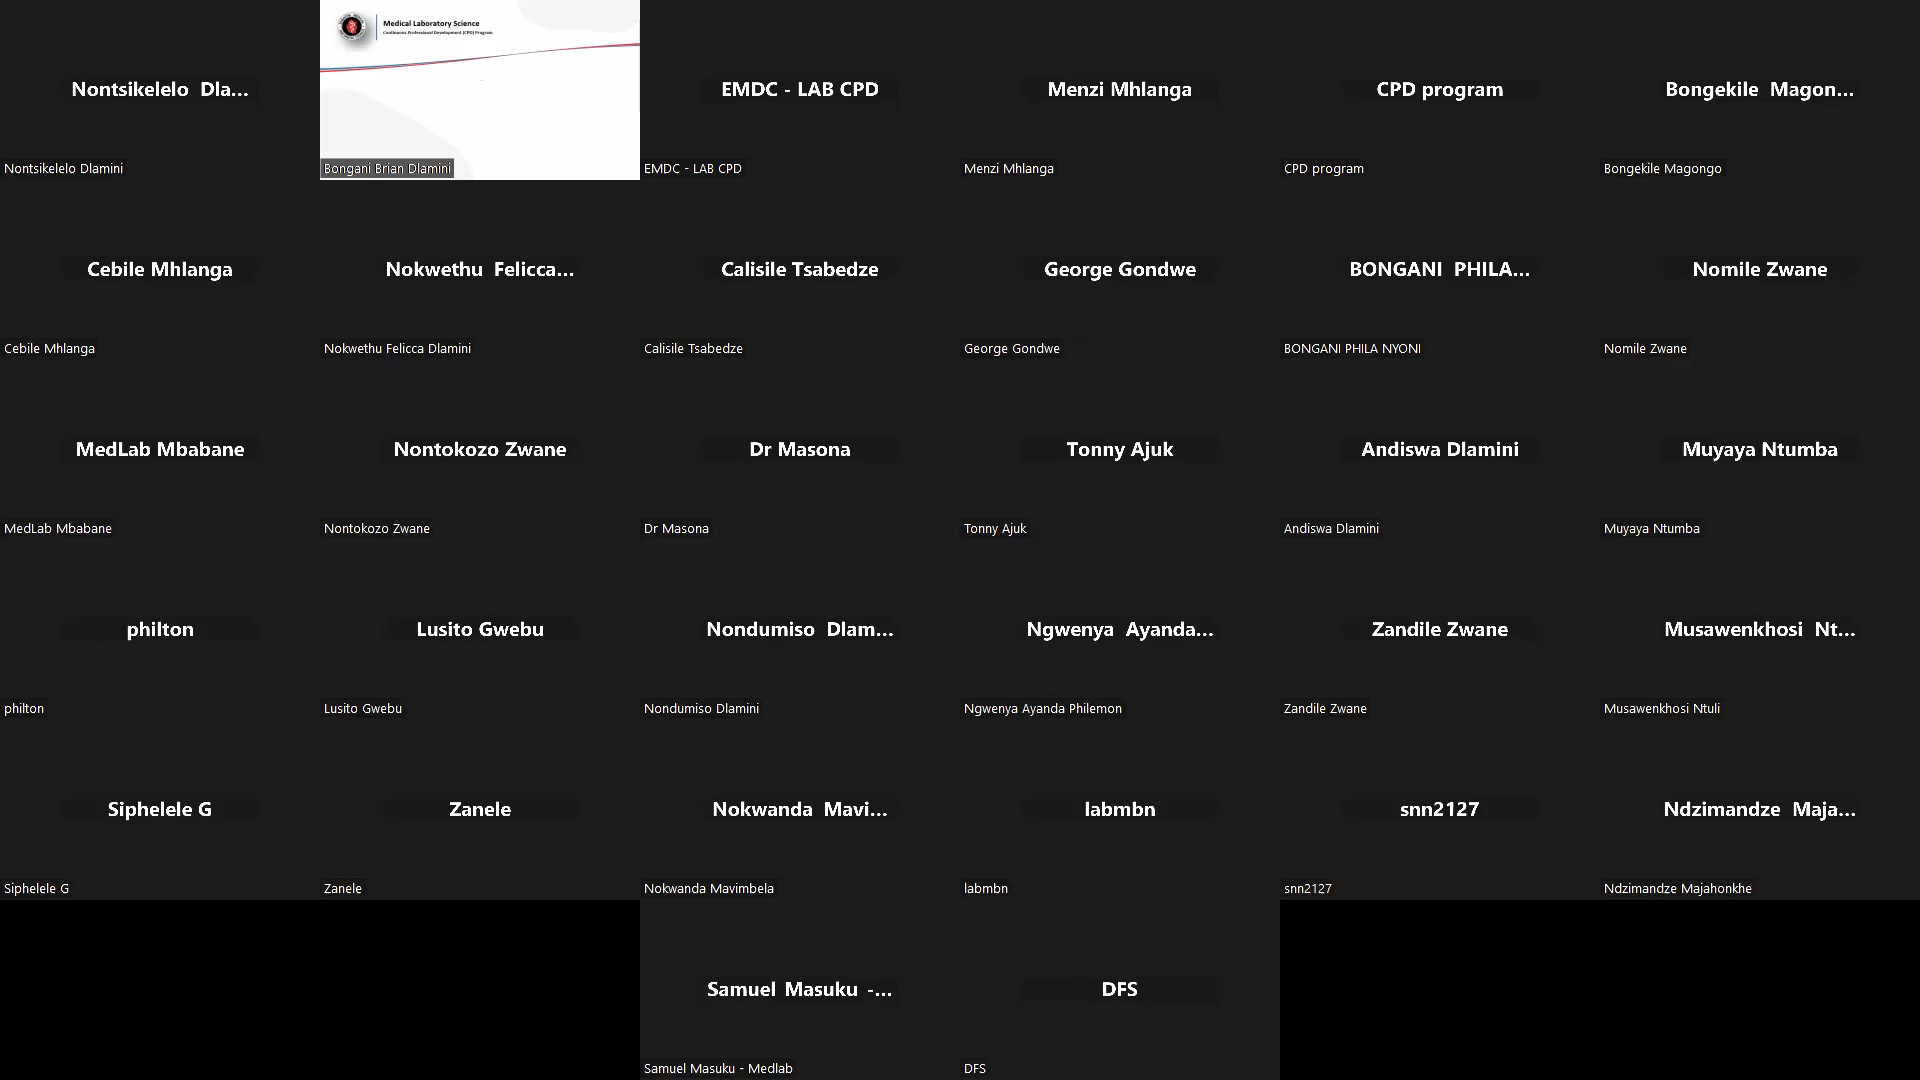 Nontsikelelo Dla...
Medical Laboratory Science
Continuous Professional Development (CPD) Program
EMDC - LAB CPD
Menzi Mhlanga
CPD program
Bongekile Magon...
Nontsikelelo Dlamini
Bongani Brian Dlamini
EMDC - LAB CPD
Menzi Mhlanga
CPD program
Bongekile Magongo
Cebile Mhlanga
Nokwethu Felicca...
Calisile Tsabedze
George Gondwe
BONGANI PHILA...
Nomile Zwane
Cebile Mhlanga
Nokwethu Felicca Dlamini
Calisile Tsabedze
George Gondwe
BONGANI PHILA NYONI
Nomile Zwane
MedLab Mbabane
Nontokozo Zwane
Dr Masona
Tonny Ajuk
Andiswa Dlamini
Muyaya Ntumba
MedLab Mbabane
Nontokozo Zwane
Dr Masona
Tonny Ajuk
Andiswa Dlamini
Muyaya Ntumba
philton
Lusito Gwebu
Nondumiso Dlam...
Ngwenya Ayanda...
Zandile Zwane
Musawenkhosi Nt...
philton
Lusito Gwebu
Nondumiso Dlamini
Ngwenya Ayanda Philemon
Zandile Zwane
Musawenkhosi Ntuli
Siphelele G
Zanele
Nokwanda Mavi...
labmbn
snn2127
Ndzimandze Maja...
Siphelele G
Zanele
Nokwanda Mavimbela
labmbn
snn2127
Ndzimandze Majahonkhe
Samuel Masuku -...
DFS
Samuel Masuku - Medlab
DFS